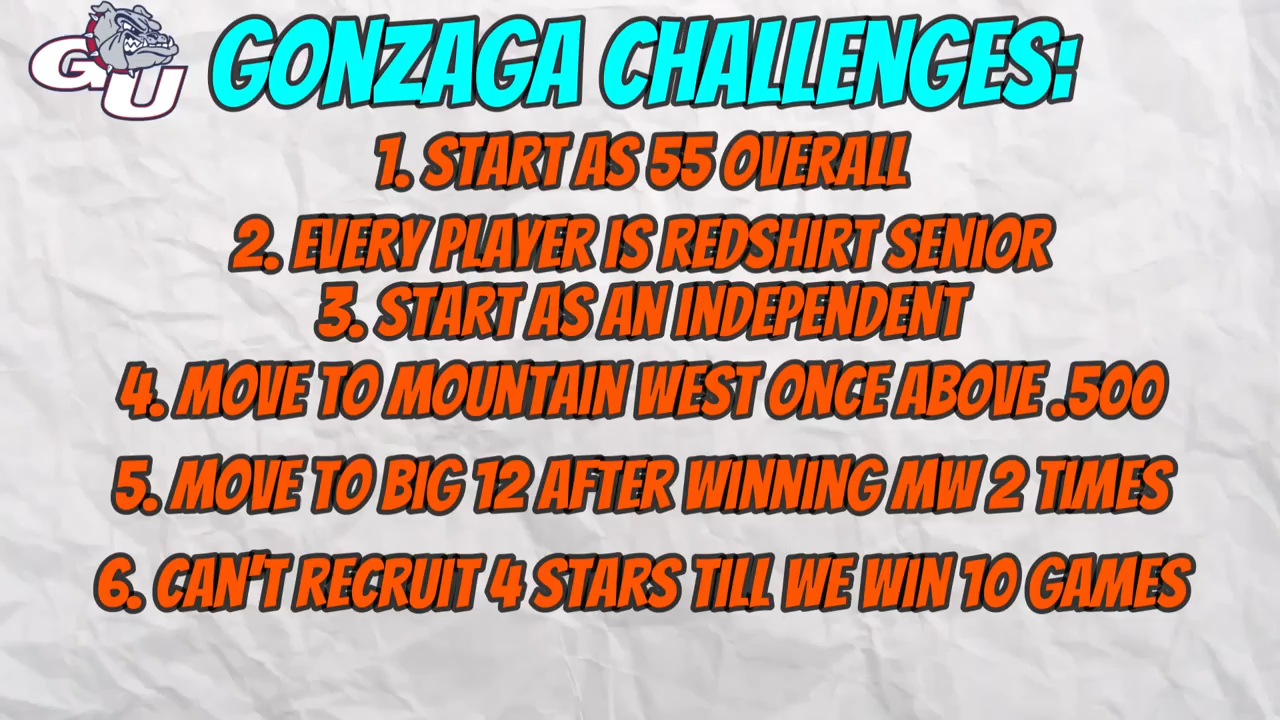 GU
GONZAGA CHALLENGES:
1. START AS 55 OVERALL
2. EVERY PLAYER IS REDSHIRT SENIOR
3. START AS AN INDEPENDENT
4. MOVE TO MOUNTAIN WEST ONCE ABOVE .500
5. MOVE TO BIG 12 AFTER WINNING MW 2 TIMES
6. CAN'T RECRUIT 4 STARS TILL WE WIN 10 GAMES